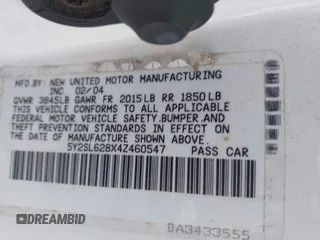 MFD BY NEW UNITED MOTOR MANUFACTURING
INC 02/04
GVWR 3845LB GAWR FR 2015LB RR 1850LB
THIS VEHICLE CONFORMS TO ALL APPLICABLE
FEDERAL MOTOR VEHICLE SAFETY.BUMPER.AND
THEFT PREVENTION STANDARDS IN EFFECT ON
THE DATE OF MANUFACTURE SHOWN ABOVE.
5Y2SL628X4Z460547 PASS CAR
BA3433555
@DREAMBID